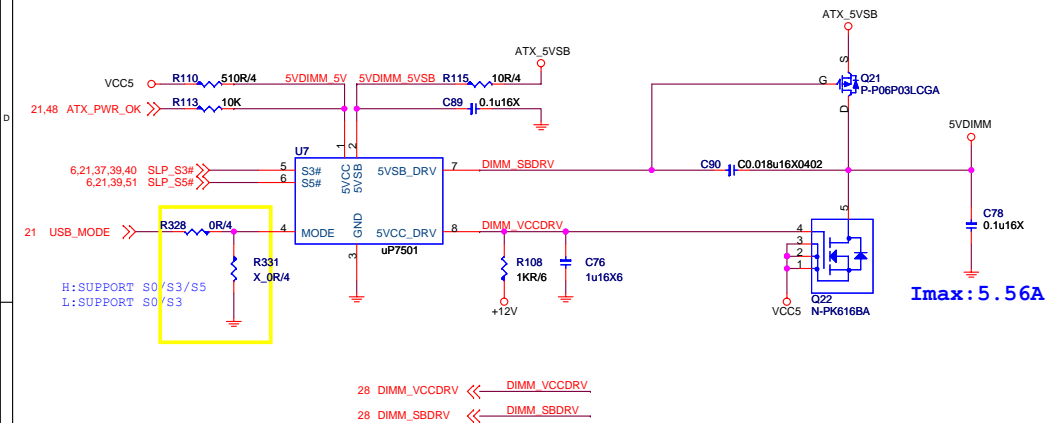 ATX_5VSB
ATX_5VSB
VCC5 R110 510R/4 5VDIMM_5V 5VDIMM_5VSB R115 10R/4
S
G Q21
P-P06P03LCGA
D
21,48 ATX_PWR_OK R113 10K C89 0.1u16X
D
5VDIMM
1 2
U7
6,21,37,39,40 SLP_S3# 5 S3# 5VCC 5VSB 5VSB_DRV 7 DIMM_SBDRV C90 C0.018u16X0402
6,21,39,51 SLP_S5# 6 S5#
C78
0.1u16X
5
21 USB_MODE R328 0R/4 4 MODE GND 5VCC_DRV 8 DIMM_VCCDRV 4
uP7501
3
3
2
1
R331
X_0R/4
R108
1KR/6
C76
1u16X6
H:SUPPORT S0/S3/S5
L:SUPPORT S0/S3
+12V
VCC5
Q22
N-PK616BA
Imax:5.56A
28 DIMM_VCCDRV DIMM_VCCDRV
28 DIMM_SBDRV DIMM_SBDRV